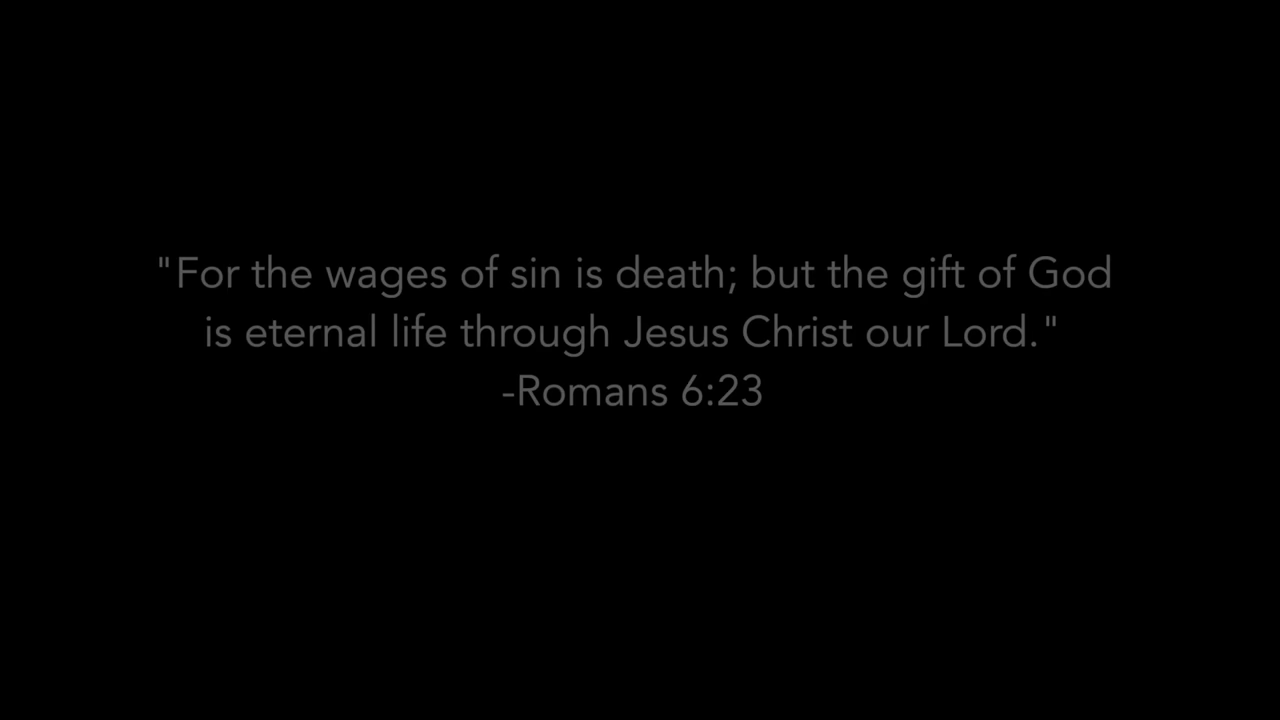 "For the wages of sin is death; but the gift of God
is eternal life through Jesus Christ our Lord."
-Romans 6:23